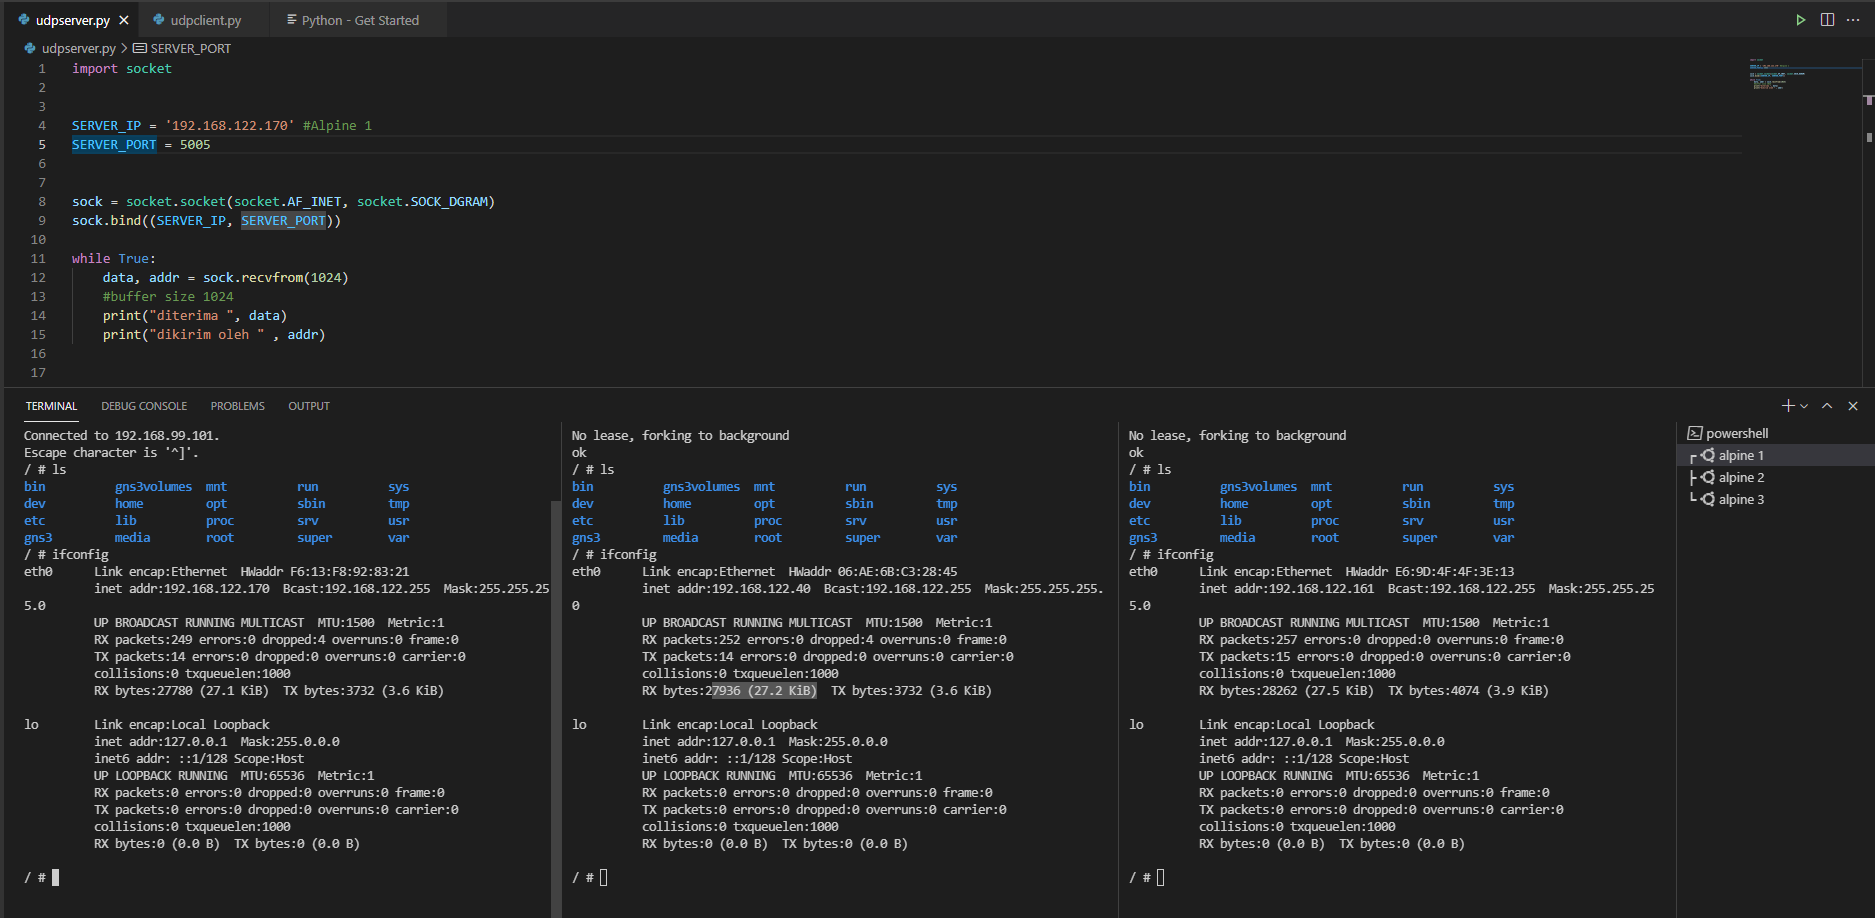 udpserver.py
udpclient.py
Python - Get Started
udpserver.py > SERVER_PORT
1 import socket
2
3
4 SERVER_IP = '192.168.122.170' #Alpine 1
5 SERVER_PORT = 5005
6
7
8 sock = socket.socket(socket.AF_INET, socket.SOCK_DGRAM)
9 sock.bind((SERVER_IP, SERVER_PORT))
10
11 while True:
12 data, addr = sock.recvfrom(1024)
13 #buffer size 1024
14 print("diterima ", data)
15 print("dikirim oleh " , addr)
16
17
TERMINAL DEBUG CONSOLE PROBLEMS OUTPUT
Connected to 192.168.99.101.
Escape character is '^]'.
/ # ls
bin gns3volumes mnt run sys
dev home opt sbin tmp
etc lib proc srv usr
gns3 media root super var
/ # ifconfig
eth0 Link encap:Ethernet HWaddr F6:13:F8:92:83:21
inet addr:192.168.122.170 Bcast:192.168.122.255 Mask:255.255.25
5.0
UP BROADCAST RUNNING MULTICAST MTU:1500 Metric:1
RX packets:249 errors:0 dropped:4 overruns:0 frame:0
TX packets:14 errors:0 dropped:0 overruns:0 carrier:0
collisions:0 txqueuelen:1000
RX bytes:27780 (27.1 KiB) TX bytes:3732 (3.6 KiB)
lo Link encap:Local Loopback
inet addr:127.0.0.1 Mask:255.0.0.0
inet6 addr: ::1/128 Scope:Host
UP LOOPBACK RUNNING MTU:65536 Metric:1
RX packets:0 errors:0 dropped:0 overruns:0 frame:0
TX packets:0 errors:0 dropped:0 overruns:0 carrier:0
collisions:0 txqueuelen:1000
RX bytes:0 (0.0 B) TX bytes:0 (0.0 B)
/ #
No lease, forking to background
ok
/ # ls
bin gns3volumes mnt run sys
dev home opt sbin tmp
etc lib proc srv usr
gns3 media root super var
/ # ifconfig
eth0 Link encap:Ethernet HWaddr 06:AE:6B:C3:28:45
inet addr:192.168.122.40 Bcast:192.168.122.255 Mask:255.255.255.
0
UP BROADCAST RUNNING MULTICAST MTU:1500 Metric:1
RX packets:252 errors:0 dropped:4 overruns:0 frame:0
TX packets:14 errors:0 dropped:0 overruns:0 carrier:0
collisions:0 txqueuelen:1000
RX bytes:27936 (27.2 KiB) TX bytes:3732 (3.6 KiB)
lo Link encap:Local Loopback
inet addr:127.0.0.1 Mask:255.0.0.0
inet6 addr: ::1/128 Scope:Host
UP LOOPBACK RUNNING MTU:65536 Metric:1
RX packets:0 errors:0 dropped:0 overruns:0 frame:0
TX packets:0 errors:0 dropped:0 overruns:0 carrier:0
collisions:0 txqueuelen:1000
RX bytes:0 (0.0 B) TX bytes:0 (0.0 B)
/ #
No lease, forking to background
ok
/ # ls
bin gns3volumes mnt run sys
dev home opt sbin tmp
etc lib proc srv usr
gns3 media root super var
/ # ifconfig
eth0 Link encap:Ethernet HWaddr E6:9D:4F:4F:3E:13
inet addr:192.168.122.161 Bcast:192.168.122.255 Mask:255.255.25
5.0
UP BROADCAST RUNNING MULTICAST MTU:1500 Metric:1
RX packets:257 errors:0 dropped:0 overruns:0 frame:0
TX packets:15 errors:0 dropped:0 overruns:0 carrier:0
collisions:0 txqueuelen:1000
RX bytes:28262 (27.5 KiB) TX bytes:4074 (3.9 KiB)
lo Link encap:Local Loopback
inet addr:127.0.0.1 Mask:255.0.0.0
inet6 addr: ::1/128 Scope:Host
UP LOOPBACK RUNNING MTU:65536 Metric:1
RX packets:0 errors:0 dropped:0 overruns:0 frame:0
TX packets:0 errors:0 dropped:0 overruns:0 carrier:0
collisions:0 txqueuelen:1000
RX bytes:0 (0.0 B) TX bytes:0 (0.0 B)
/ #
powershell
alpine 1
alpine 2
alpine 3